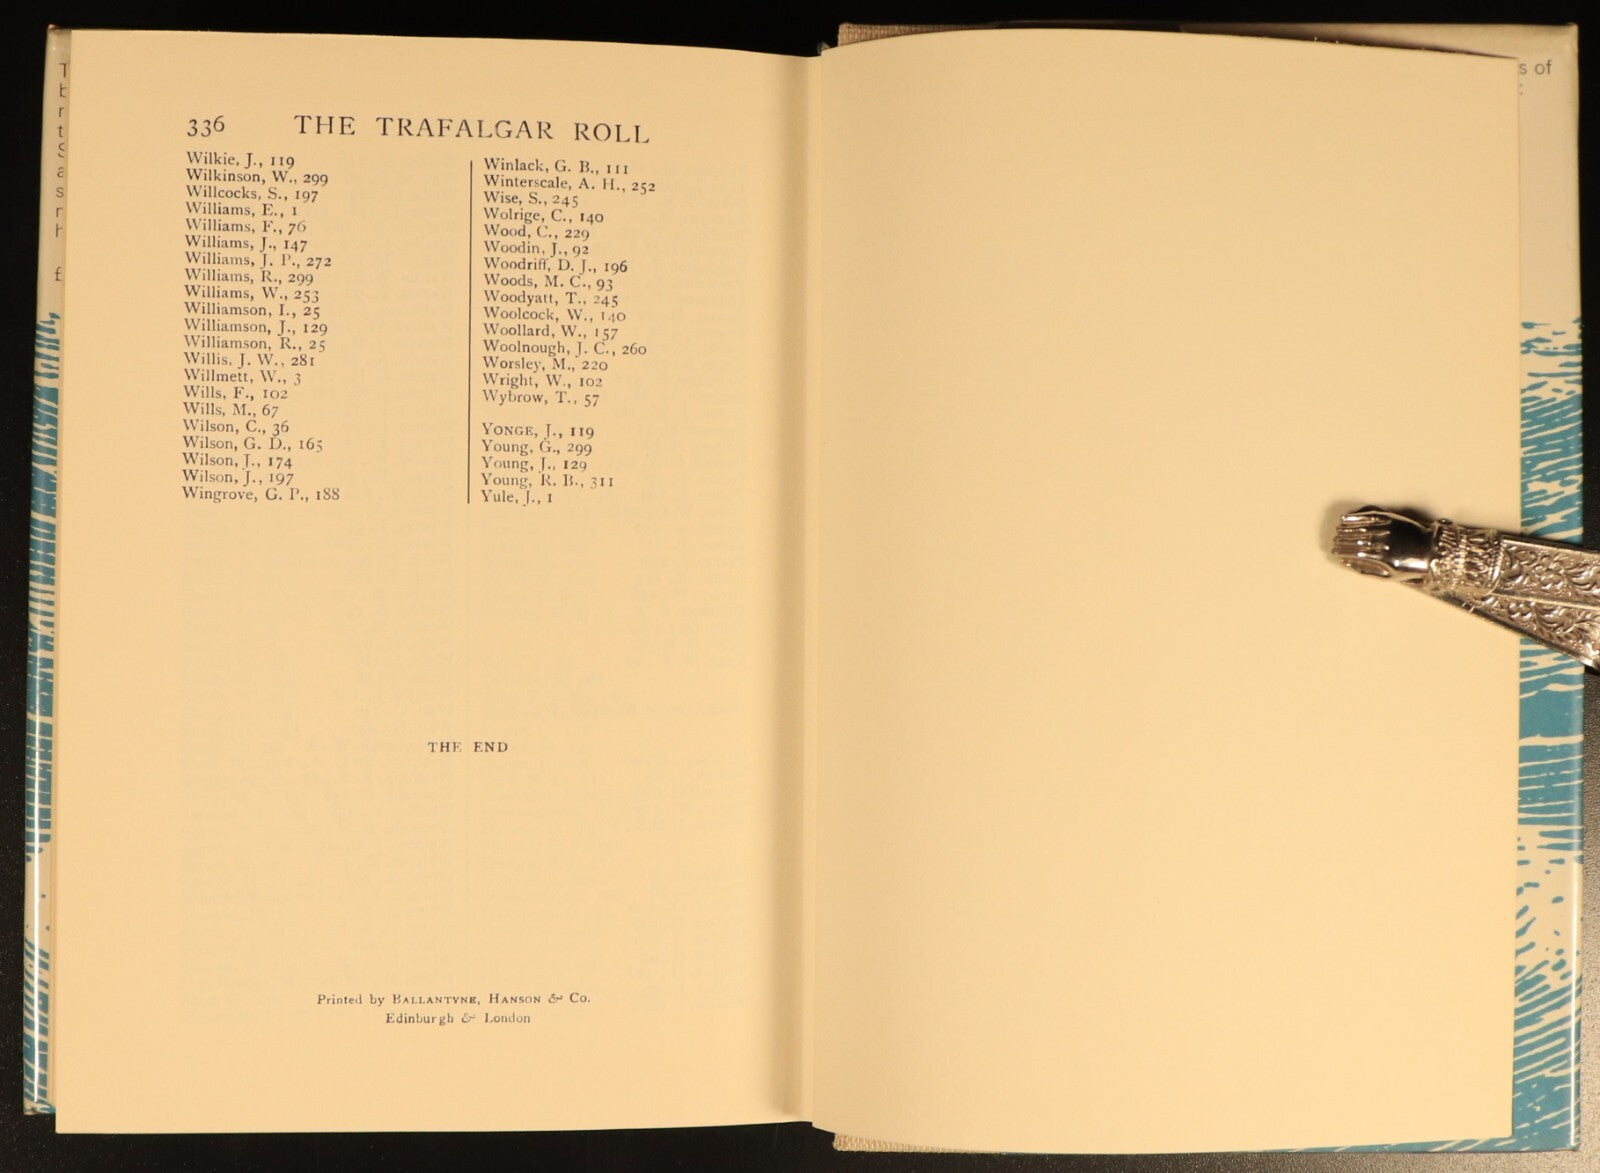 336 THE TRAFALGAR ROLL
Wilkie, J., 119
Wilkinson, W., 299
Willcocks, S., 197
Williams, E., 1
Williams, F., 76
Williams, J., 147
Williams, J. P., 272
Williams, R., 299
Williams, W., 253
Williamson, I., 25
Williamson, J., 129
Williamson, R., 25
Willis, J. W., 281
Willmett, W., 3
Wills, F., 102
Wills, M., 67
Wilson, C., 36
Wilson, G. D., 165
Wilson, J., 174
Wilson, J., 197
Wingrove, G. P., 188
Winlack, G. B., 111
Winterscale, A. H., 252
Wise, S., 245
Wolrige, C., 140
Wood, C., 229
Woodin, J., 92
Woodriff, D. J., 196
Woods, M. C., 93
Woodyatt, T., 245
Woolcock, W., 140
Woollard, W., 157
Woolnough, J. C., 260
Worsley, M., 220
Wright, W., 102
Wybrow, T., 57
YONGE, J., 119
Young, G., 299
Young, J., 129
Young, R. B., 311
Yule, J., 1
THE END
Printed by BALLANTYNE, HANSON & Co.
Edinburgh & London
s of